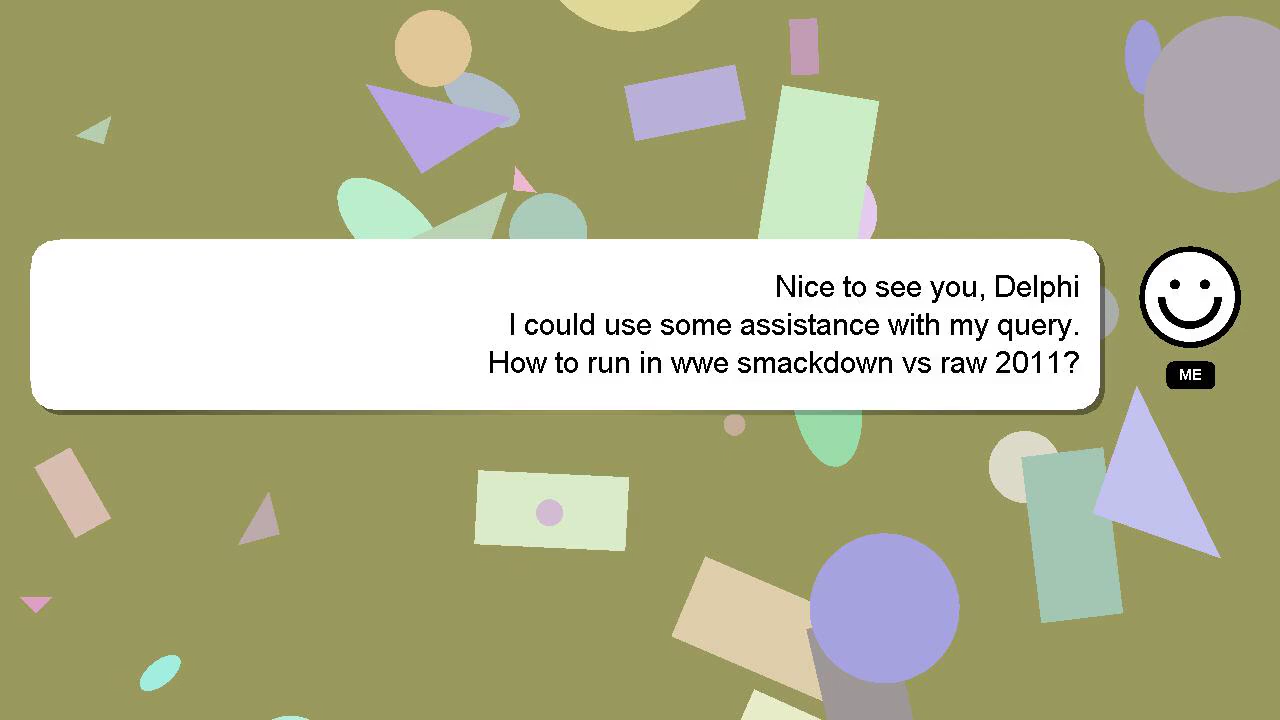 Nice to see you, Delphi
I could use some assistance with my query.
How to run in wwe smackdown vs raw 2011?
ME